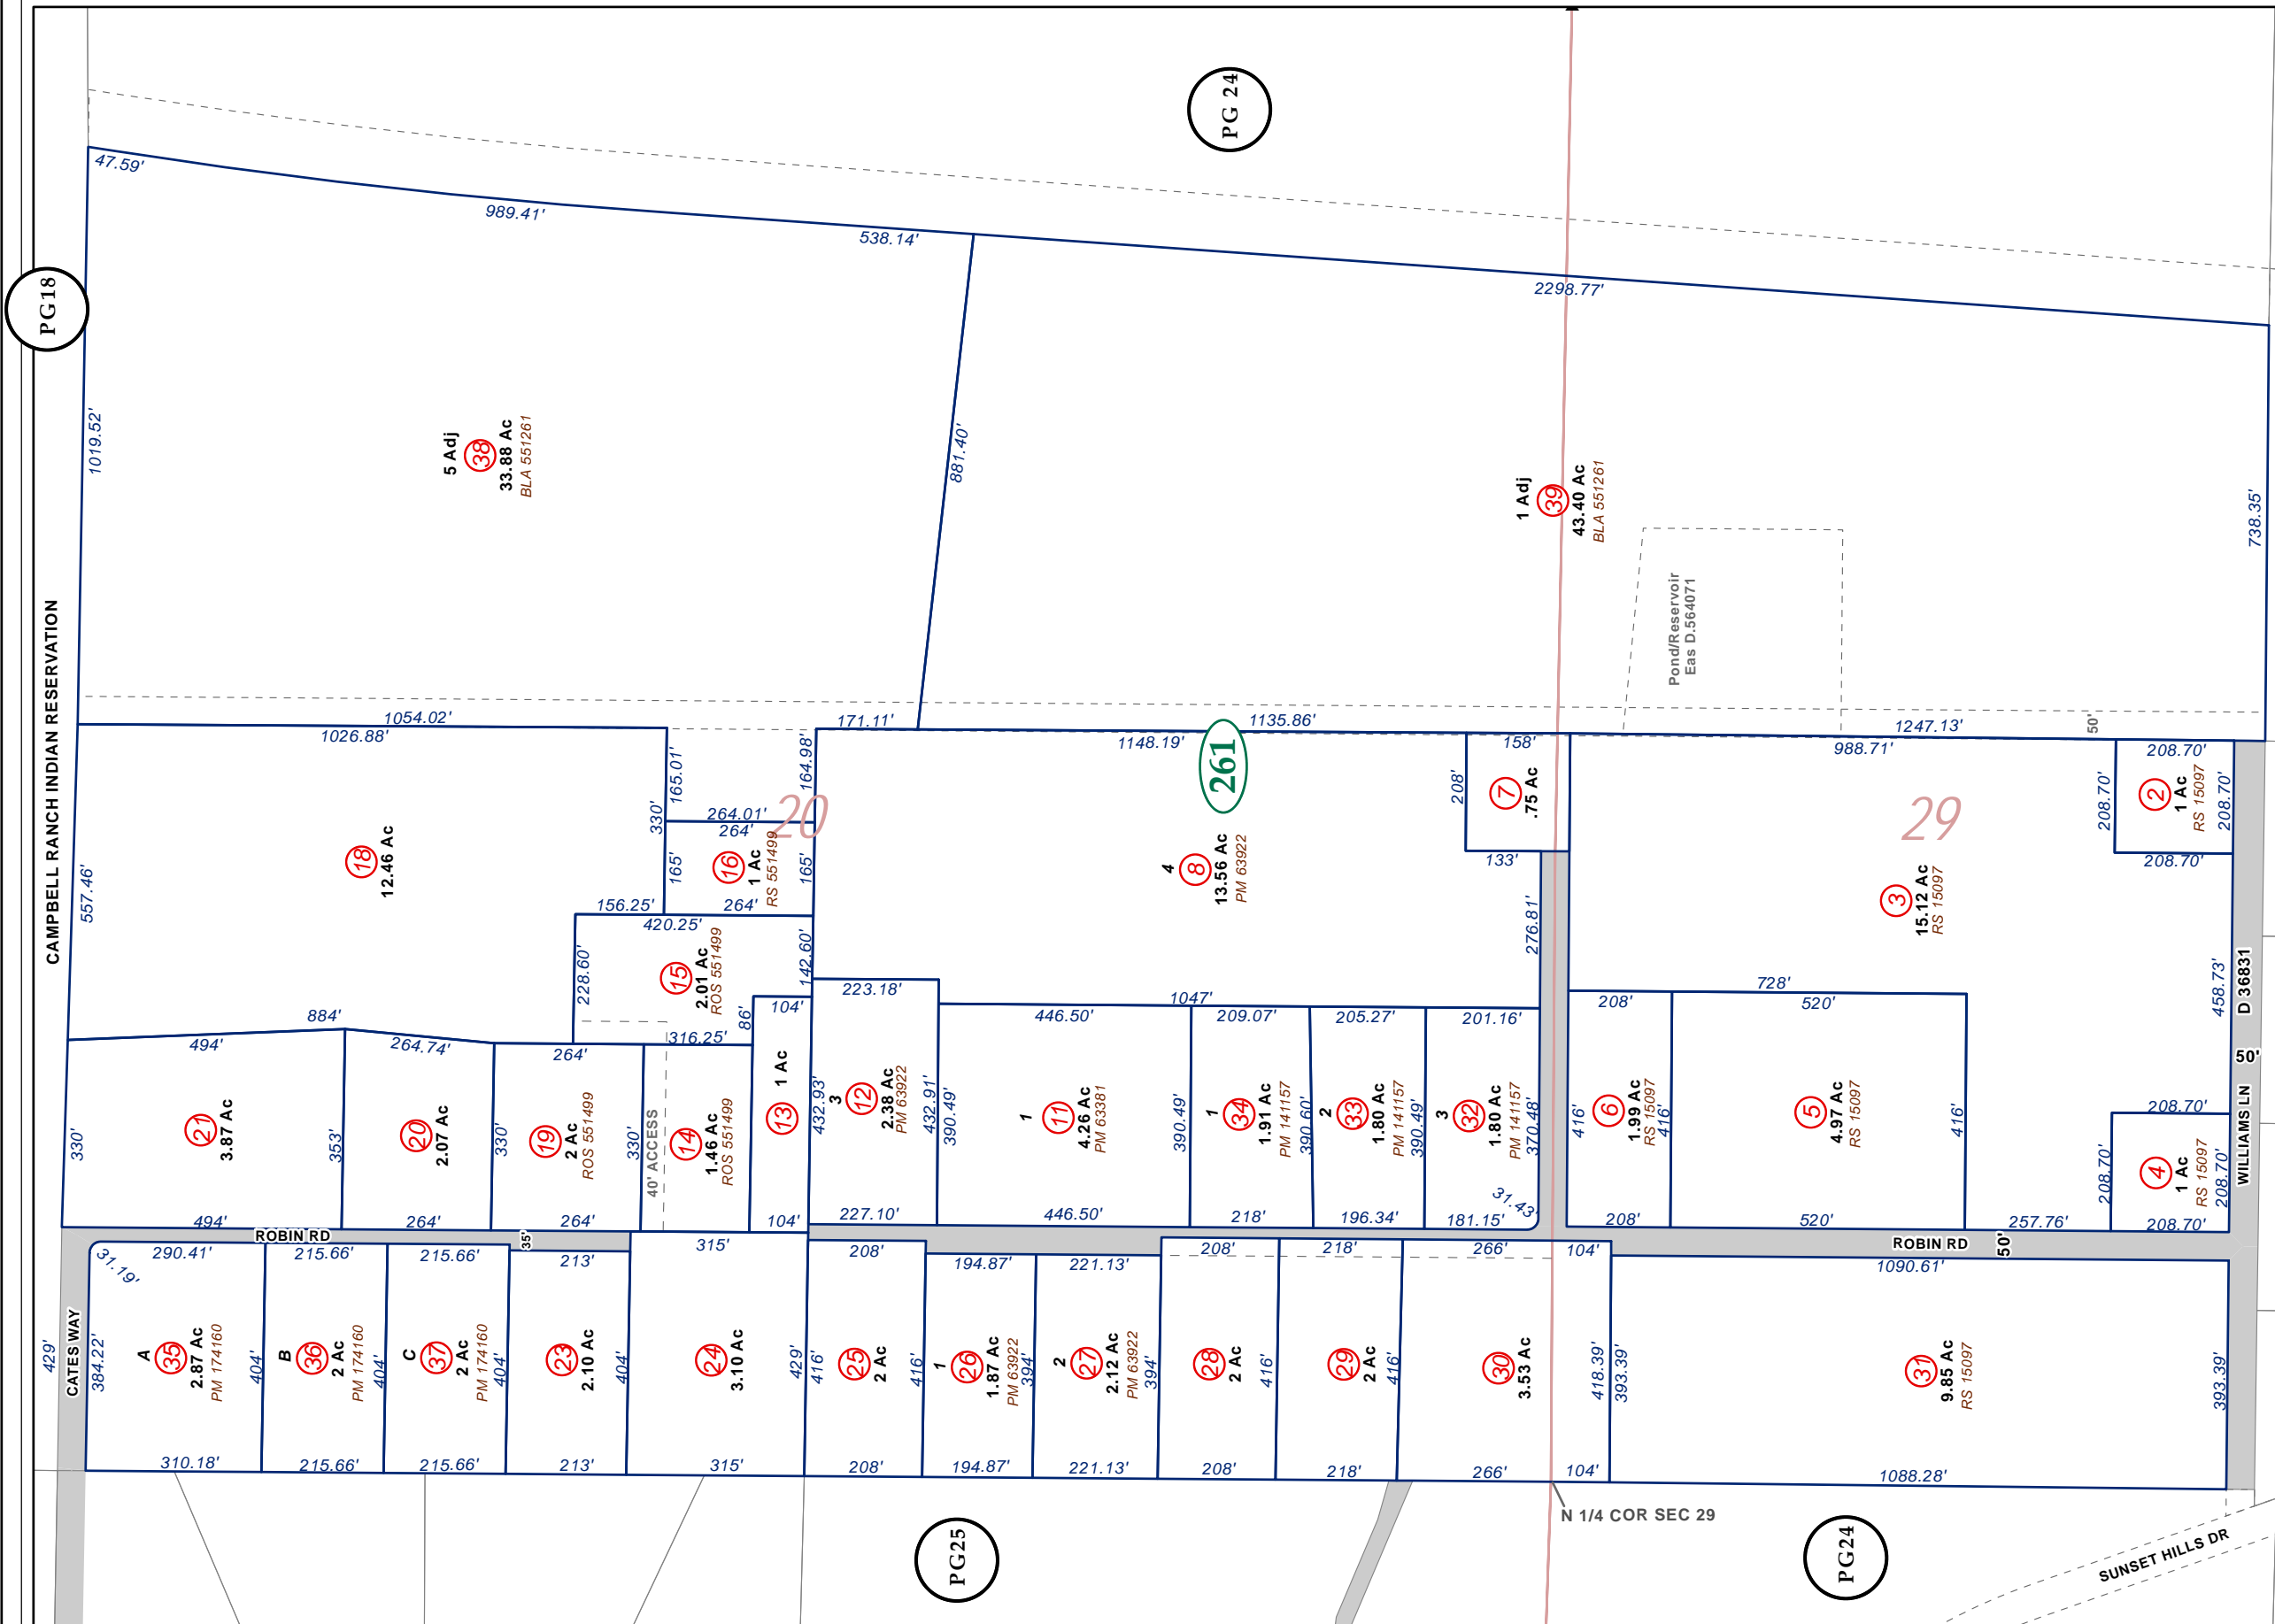 PG 24
PG18
47.59'
989.41'
538.14'
2298.77'
1019.52'
5 Adj
38
33.88 Ac
BLA 551261
881.40'
1 Adj
39
43.40 Ac
BLA 551261
738.35'
Pond/Reservoir
Eas D.564071
CAMPBELL RANCH INDIAN RESERVATION
1054.02'
1026.88'
171.11'
1135.86'
1148.19'
1247.13'
988.71'
50'
261
557.46'
18
12.46 Ac
330'
165.01'
164.98'
264.01'
264'
20
165'
16
1 Ac
RS 551499
165'
264'
156.25'
420.25'
228.60'
15
2.01 Ac
ROS 551499
142.60'
86'
104'
316.25'
4
8
13.56 Ac
PM 63922
158'
208'
7
.75 Ac
133'
276.81'
29
3
15.12 Ac
RS 15097
208.70'
208.70'
2
1 Ac
RS 15097
208.70'
208.70'
458.73'
D 36831
50'
WILLIAMS LN
884'
494'
330'
21
3.87 Ac
353'
494'
264.74'
20
2.07 Ac
264'
330'
264'
19
2 Ac
ROS 551499
330'
264'
40' ACCESS
14
1.46 Ac
ROS 551499
13
1 Ac
104'
432.93'
223.18'
3
12
2.38 Ac
PM 63922
432.91'
227.10'
1047'
446.50'
390.49'
1
11
4.26 Ac
PM 63381
390.49'
446.50'
209.07'
1
34
1.91 Ac
PM 141157
390.60'
218'
205.27'
2
33
1.80 Ac
PM 141157
390.49'
196.34'
201.16'
3
32
1.80 Ac
PM 141157
370.48'
31.43'
181.15'
728'
208'
416'
6
1.99 Ac
RS 15097
416'
208'
520'
5
4.97 Ac
RS 15097
416'
520'
257.76'
208.70'
208.70'
4
1 Ac
RS 15097
208.70'
208.70'
ROBIN RD
35'
ROBIN RD
50'
429'
CATES WAY
384.22'
31.19'
290.41'
A
35
2.87 Ac
PM 174160
404'
310.18'
215.66'
B
36
2 Ac
PM 174160
404'
215.66'
215.66'
C
37
2 Ac
PM 174160
404'
215.66'
213'
23
2.10 Ac
404'
213'
315'
24
3.10 Ac
429'
315'
208'
416'
25
2 Ac
416'
208'
194.87'
1
26
1.87 Ac
PM 63922
394'
194.87'
221.13'
2
27
2.12 Ac
PM 63922
394'
221.13'
208'
28
2 Ac
416'
208'
218'
29
2 Ac
416'
218'
266'
104'
30
3.53 Ac
418.39'
266'
104'
1090.61'
393.39'
31
9.85 Ac
RS 15097
393.39'
1088.28'
N 1/4 COR SEC 29
PG25
PG24
SUNSET HILLS DR